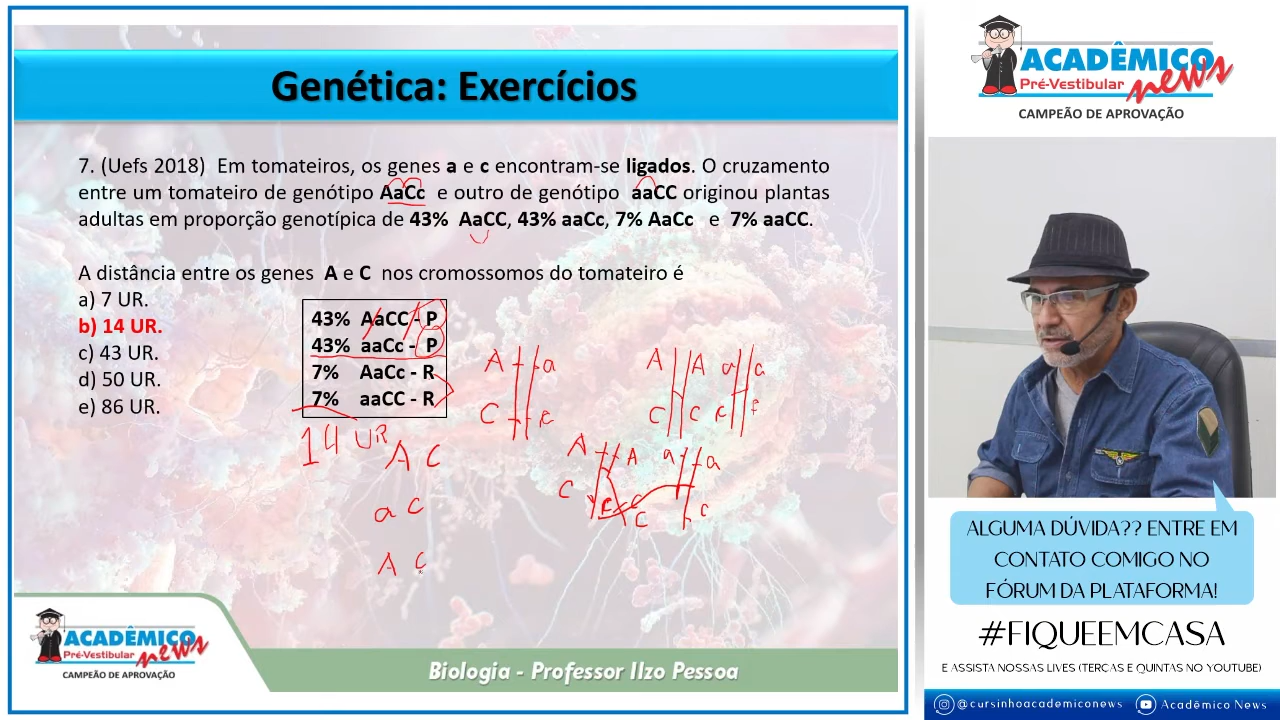 Genética: Exercícios
7. (Uefs 2018) Em tomateiros, os genes a e c encontram-se ligados. O cruzamento
entre um tomateiro de genótipo AaCc e outro de genótipo aaCC originou plantas
adultas em proporção genotípica de 43% AaCC, 43% aaCc, 7% AaCc e 7% aaCC.
A distância entre os genes A e C nos cromossomos do tomateiro é
a) 7 UR.
b) 14 UR.
c) 43 UR.
d) 50 UR.
e) 86 UR.
43% AaCC - P
43% aaCc - P
7% AaCc - R
7% aaCC - R
14 UR
A C
a c
A c
A a
C
A A a a
C C
A A a a
C C c
ACADÊMICO
Pré-Vestibular news
CAMPEÃO DE APROVAÇÃO
Biologia - Professor Ilzo Pessoa
ACADÊMICO
Pré-Vestibular news
CAMPEÃO DE APROVAÇÃO
ALGUMA DÚVIDA?? ENTRE EM
CONTATO COMIGO NO
FÓRUM DA PLATAFORMA!
#FIQUEEMCASA
E ASSISTA NOSSAS LIVES (TERÇAS E QUINTAS NO YOUTUBE)
@cursinhoacademiconews Acadêmico News